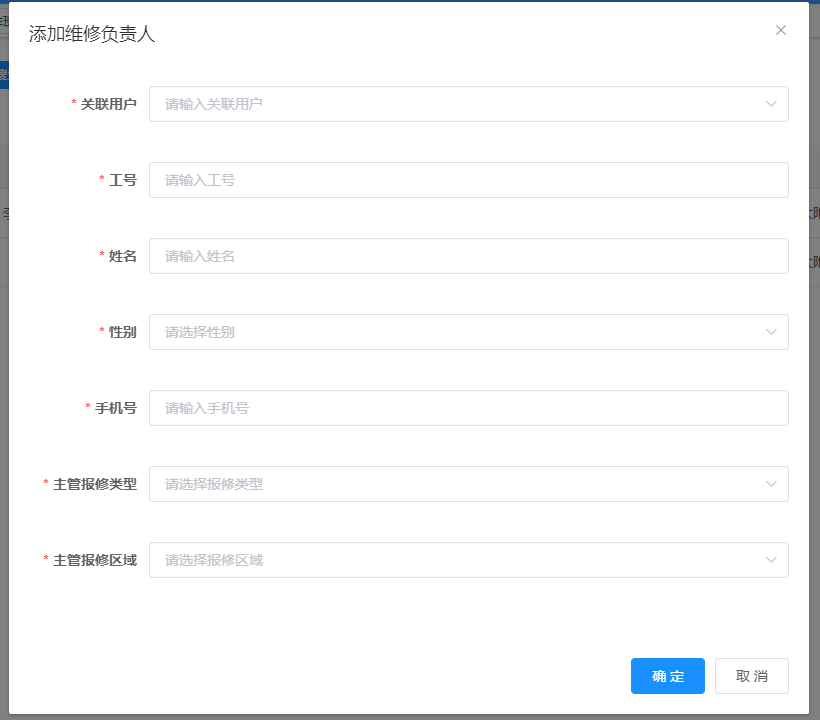 添加维修负责人
* 关联用户 请输入关联用户
* 工号 请输入工号
* 姓名 请输入姓名
* 性别 请选择性别
* 手机号 请输入手机号
* 主管报修类型 请选择报修类型
* 主管报修区域 请选择报修区域
确 定 取 消